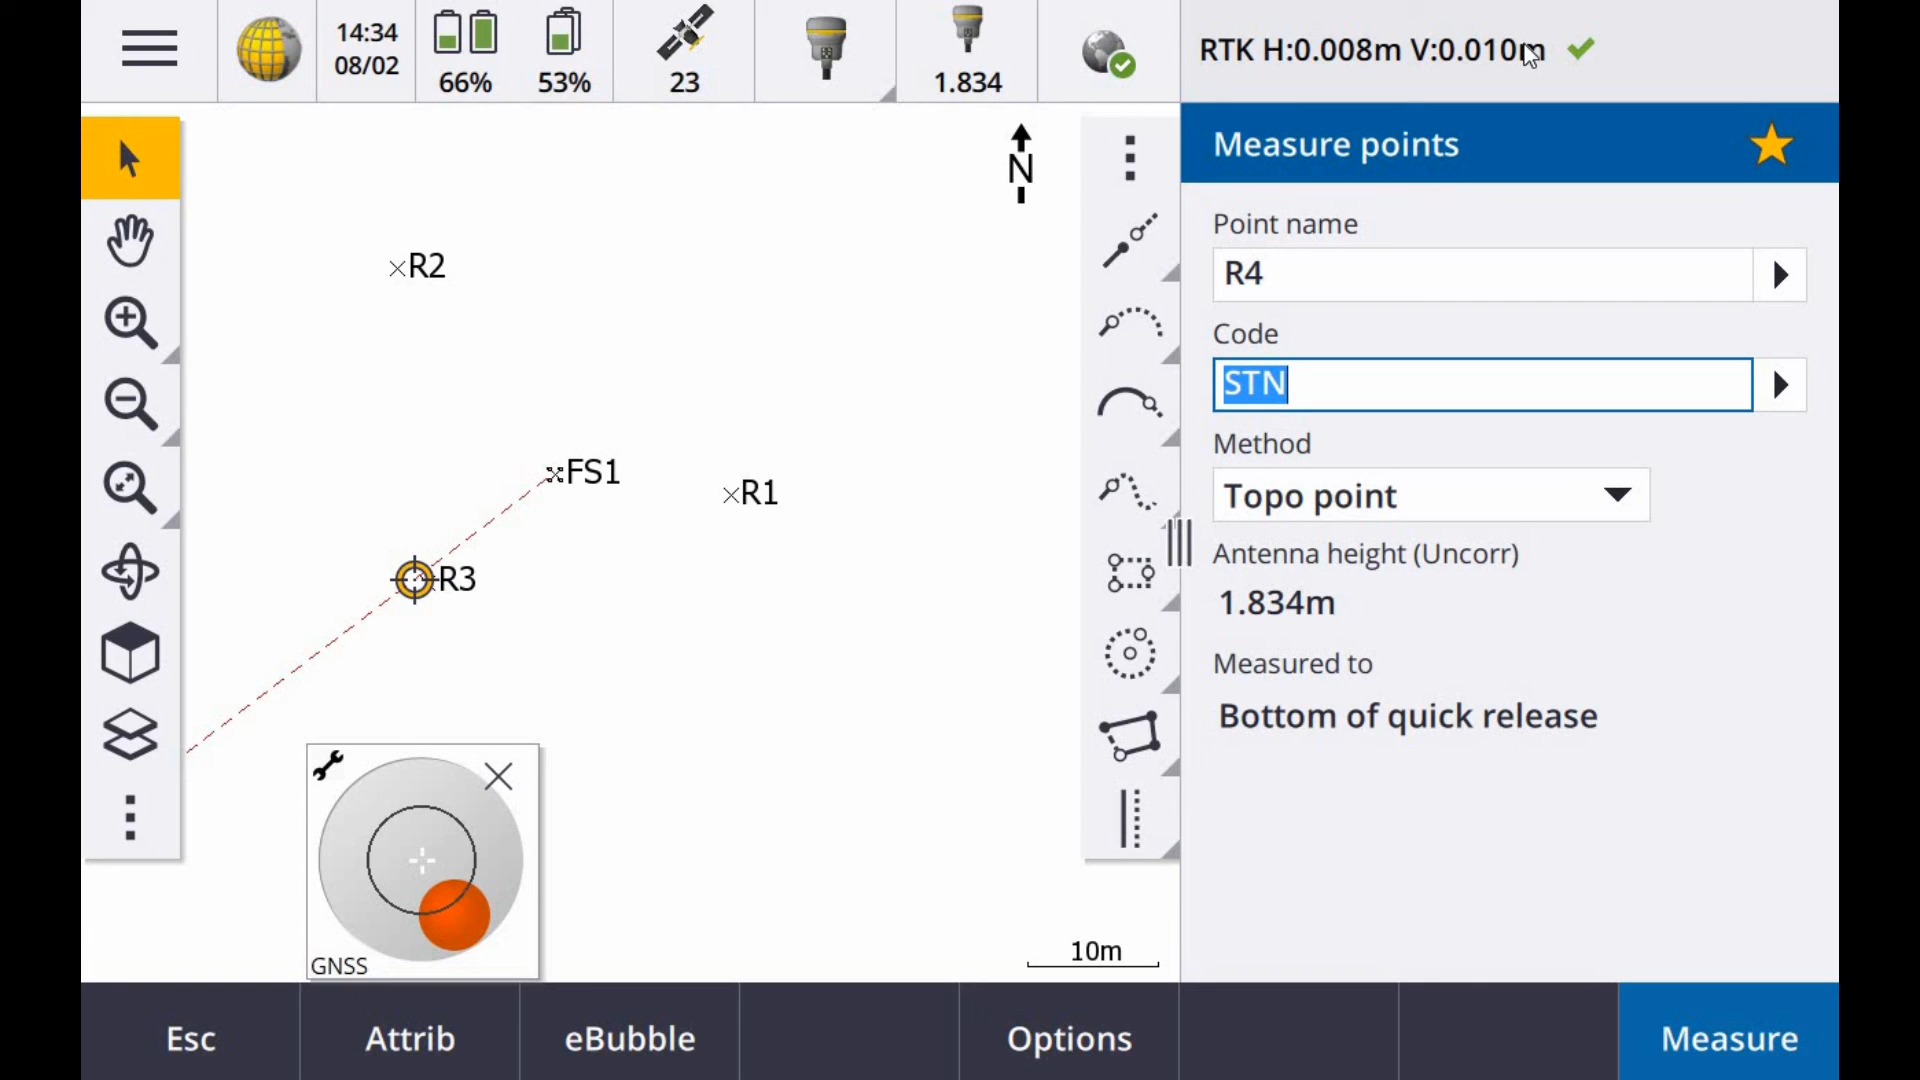 14:34
08/02
66%
53%
23
1.834
RTK H:0.008m V:0.010m
Measure points
Point name
R4
Code
STN
Method
Topo point
Antenna height (Uncorr)
1.834m
Measured to
Bottom of quick release
N
R2
FS1
R1
R3
GNSS
10m
Esc
Attrib
eBubble
Options
Measure